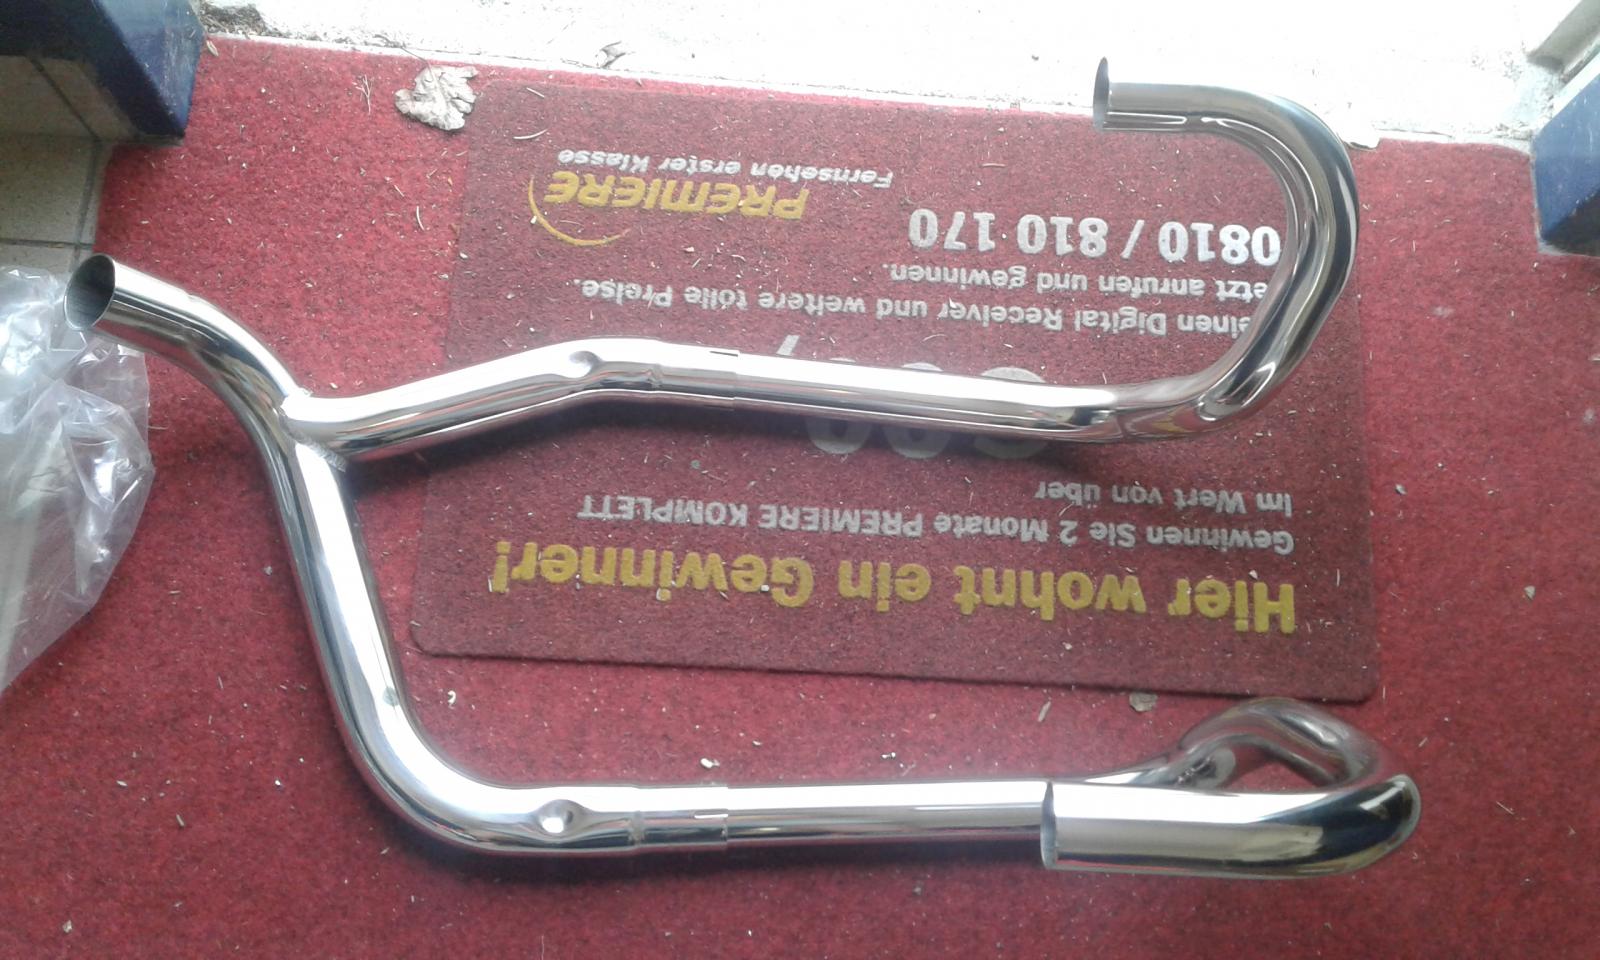 Hier wohnt ein Gewinner!
Gewinnen Sie 2 Monate PREMIERE KOMPLETT
im Wert von über
einen Digital Receiver und weitere tolle Preise.
etzt anrufen und gewinnen.
0810 / 810 170
PREMIERE
Fernsehen erster Klasse